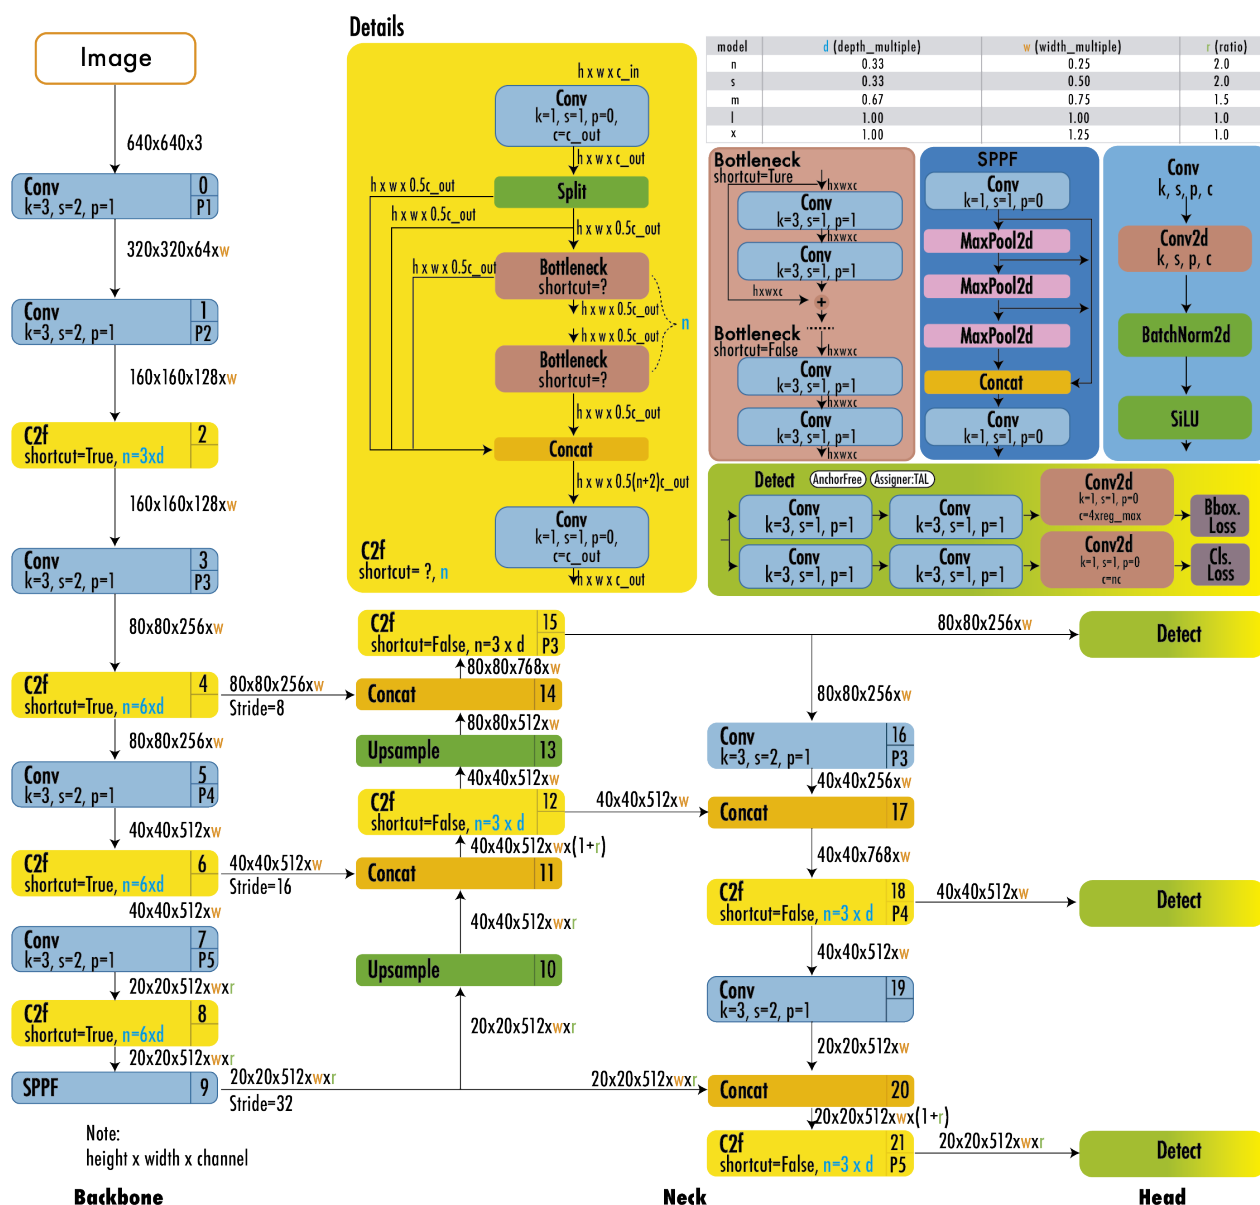 Image
640x640x3
Conv
k=3, s=2, p=1
0
P1
320x320x64xw
Conv
k=3, s=2, p=1
1
P2
160x160x128xw
C2f
shortcut=True, n=3xd
2
160x160x128xw
Conv
k=3, s=2, p=1
3
P3
80x80x256xw
C2f
shortcut=True, n=6xd
4
80x80x256xw
Stride=8
80x80x256xw
Conv
k=3, s=2, p=1
5
P4
40x40x512xw
C2f
shortcut=True, n=6xd
6
40x40x512xw
Stride=16
40x40x512xw
Conv
k=3, s=2, p=1
7
P5
20x20x512xwxr
C2f
shortcut=True, n=6xd
8
20x20x512xwxr
SPPF
9
20x20x512xwxr
Stride=32
Note:
height x width x channel
Backbone
Details
h x w x c_in
Conv
k=1, s=1, p=0,
c=c_out
h x w x c_out
Split
h x w x 0.5c_out
h x w x 0.5c_out
h x w x 0.5c_out
h x w x 0.5c_out
Bottleneck
shortcut=?
h x w x 0.5c_out
n
h x w x 0.5c_out
Bottleneck
shortcut=?
h x w x 0.5c_out
Concat
h x w x 0.5(n+2)c_out
Conv
k=1, s=1, p=0,
c=c_out
h x w x c_out
C2f
shortcut= ?, n
model d (depth_multiple) w (width_multiple) r (ratio)
n 0.33 0.25 2.0
s 0.33 0.50 2.0
m 0.67 0.75 1.5
l 1.00 1.00 1.0
x 1.00 1.25 1.0
Bottleneck
shortcut=Ture
hxwxc
Conv
k=3, s=1, p=1
hxwxc
Conv
k=3, s=1, p=1
hxwxc
+
Bottleneck
shortcut=False
hxwxc
Conv
k=3, s=1, p=1
hxwxc
Conv
k=3, s=1, p=1
hxwxc
SPPF
Conv
k=1, s=1, p=0
MaxPool2d
MaxPool2d
MaxPool2d
Concat
Conv
k=1, s=1, p=0
Conv
k, s, p, c
Conv2d
k, s, p, c
BatchNorm2d
SiLU
Detect
AnchorFree
Assigner:TAL
Conv
k=3, s=1, p=1
Conv
k=3, s=1, p=1
Conv2d
k=1, s=1, p=0
c=4xreg_max
Bbox.
Loss
Conv
k=3, s=1, p=1
Conv
k=3, s=1, p=1
Conv2d
k=1, s=1, p=0
c=nc
Cls.
Loss
C2f
shortcut=False, n=3 x d
15
P3
80x80x768xw
Concat
14
80x80x512xw
Upsample
13
40x40x512xw
C2f
shortcut=False, n=3 x d
12
40x40x512xw
40x40x512xwx(1+r)
Concat
11
40x40x512xwxr
Upsample
10
20x20x512xwxr
80x80x256xw
Detect
80x80x256xw
Conv
k=3, s=2, p=1
16
P3
40x40x256xw
Concat
17
40x40x768xw
C2f
shortcut=False, n=3 x d
18
P4
40x40x512xw
Detect
40x40x512xw
Conv
k=3, s=2, p=1
19
20x20x512xw
20x20x512xwxr
Concat
20
20x20x512xwx(1+r)
C2f
shortcut=False, n=3 x d
21
P5
20x20x512xwxr
Detect
Neck
Head